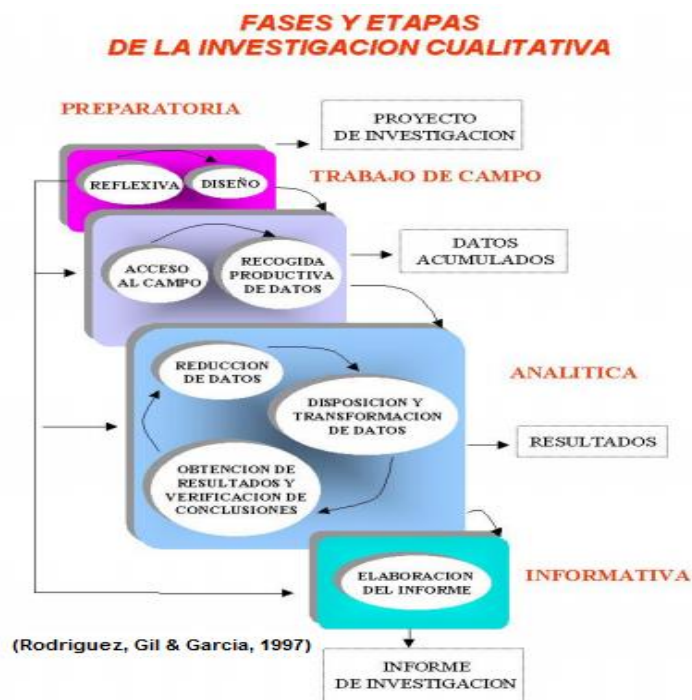 FASES Y ETAPAS
DE LA INVESTIGACION CUALITATIVA
PREPARATORIA
PROYECTO
DE INVESTIGACION
REFLEXIVA
DISEÑO
TRABAJO DE CAMPO
ACCESO
AL CAMPO
RECOGIDA
PRODUCTIVA
DE DATOS
DATOS
ACUMULADOS
REDUCCION
DE DATOS
DISPOSICION Y
TRANSFORMACION
DE DATOS
ANALITICA
RESULTADOS
OBTENCION DE
RESULTADOS Y
VERIFICACION DE
CONCLUSIONES
ELABORACION
DEL INFORME
INFORMATIVA
(Rodriguez, Gil & Garcia, 1997)
INFORME
DE INVESTIGACION